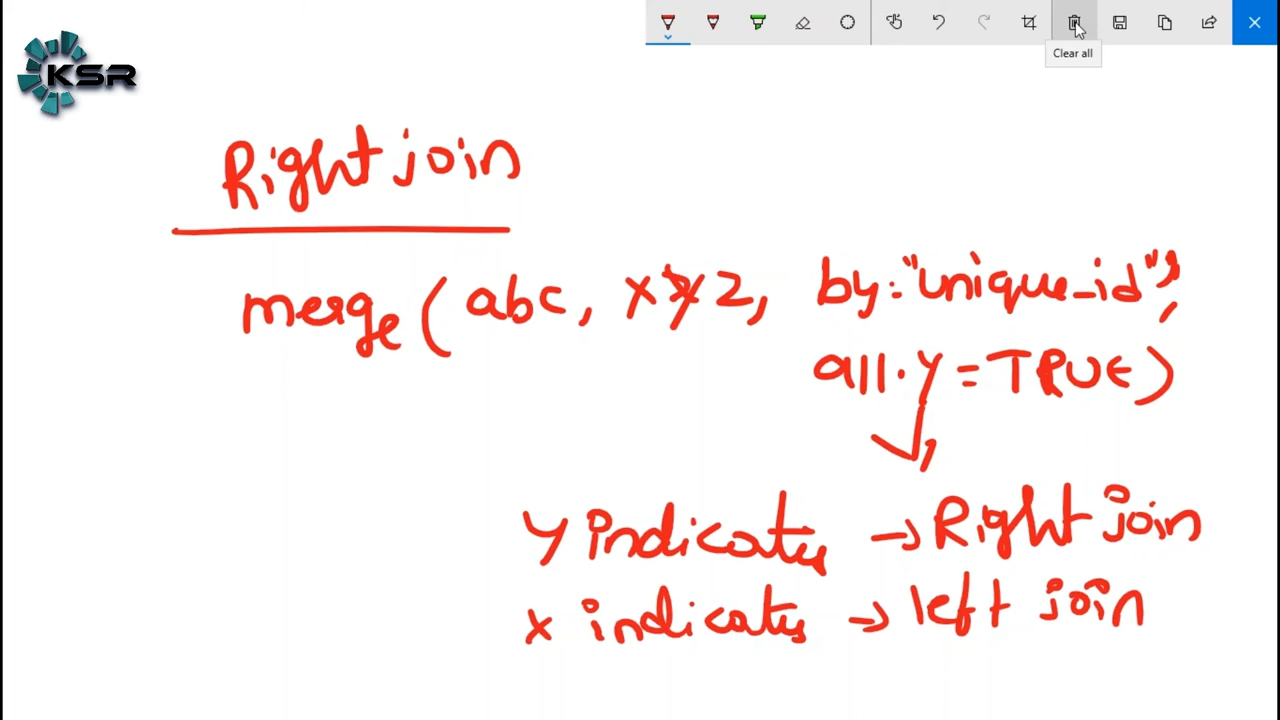 Clear all
KSR
Right join
merge (abc, xyz, by:"unique_id",
all.y = TRUE)
y indicates → Right join
x indicates → left join